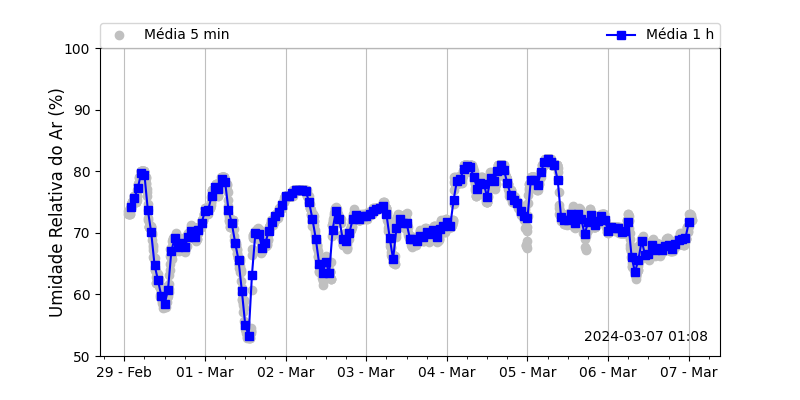 Média 5 min
Média 1 h
100
90
80
70
60
50
Umidade Relativa do Ar (%)
2024-03-07 01:08
29 - Feb
01 - Mar
02 - Mar
03 - Mar
04 - Mar
05 - Mar
06 - Mar
07 - Mar